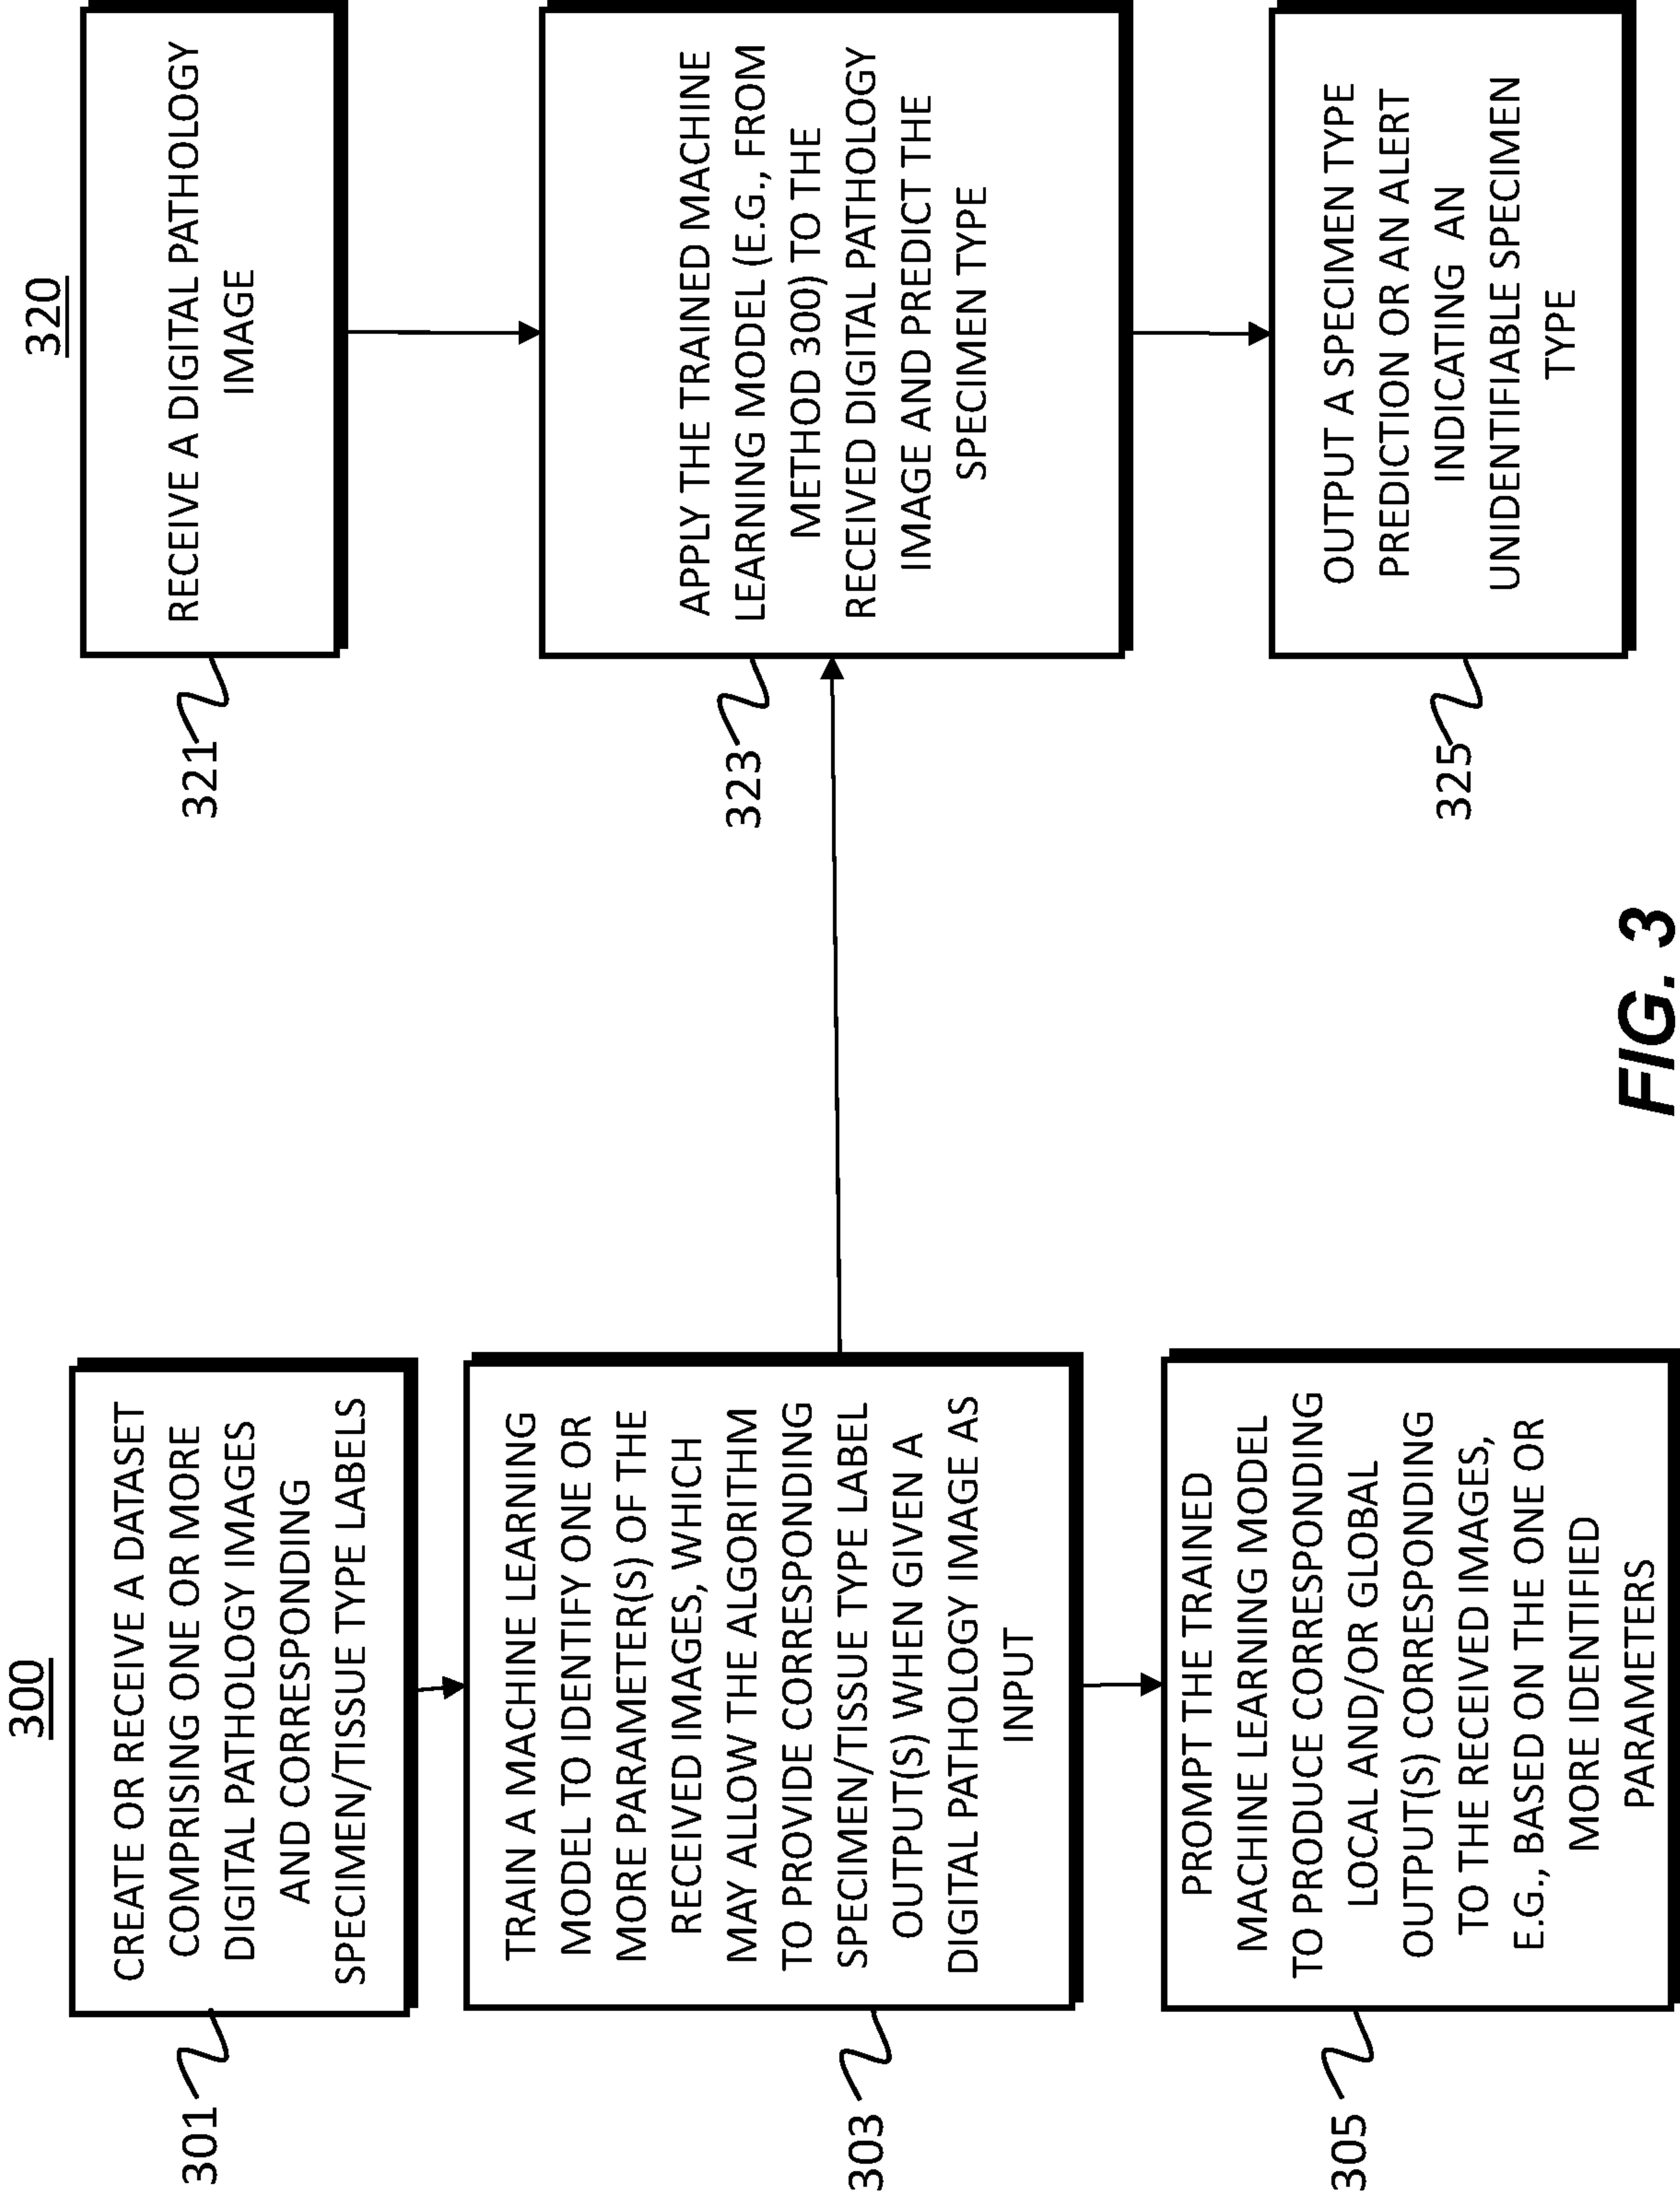 300
301
CREATE OR RECEIVE A DATASET
COMPRISING ONE OR MORE
DIGITAL PATHOLOGY IMAGES
AND CORRESPONDING
SPECIMEN/TISSUE TYPE LABELS
303
TRAIN A MACHINE LEARNING
MODEL TO IDENTIFY ONE OR
MORE PARAMETER(S) OF THE
RECEIVED IMAGES, WHICH
MAY ALLOW THE ALGORITHM
TO PROVIDE CORRESPONDING
SPECIMEN/TISSUE TYPE LABEL
OUTPUT(S) WHEN GIVEN A
DIGITAL PATHOLOGY IMAGE AS
INPUT
305
PROMPT THE TRAINED
MACHINE LEARNING MODEL
TO PRODUCE CORRESPONDING
LOCAL AND/OR GLOBAL
OUTPUT(S) CORRESPONDING
TO THE RECEIVED IMAGES,
E.G., BASED ON THE ONE OR
MORE IDENTIFIED
PARAMETERS
320
321
RECEIVE A DIGITAL PATHOLOGY
IMAGE
323
APPLY THE TRAINED MACHINE
LEARNING MODEL (E.G., FROM
METHOD 300) TO THE
RECEIVED DIGITAL PATHOLOGY
IMAGE AND PREDICT THE
SPECIMEN TYPE
325
OUTPUT A SPECIMEN TYPE
PREDICTION OR AN ALERT
INDICATING AN
UNIDENTIFIABLE SPECIMEN
TYPE
FIG. 3